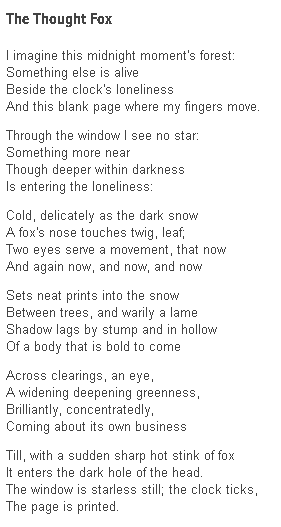 The Thought Fox
I imagine this midnight moment's forest:
Something else is alive
Beside the clock's loneliness
And this blank page where my fingers move.
Through the window I see no star:
Something more near
Though deeper within darkness
Is entering the loneliness:
Cold, delicately as the dark snow
A fox's nose touches twig, leaf;
Two eyes serve a movement, that now
And again now, and now, and now
Sets neat prints into the snow
Between trees, and warily a lame
Shadow lags by stump and in hollow
Of a body that is bold to come
Across clearings, an eye,
A widening deepening greenness,
Brilliantly, concentratedly,
Coming about its own business
Till, with a sudden sharp hot stink of fox
It enters the dark hole of the head.
The window is starless still; the clock ticks,
The page is printed.